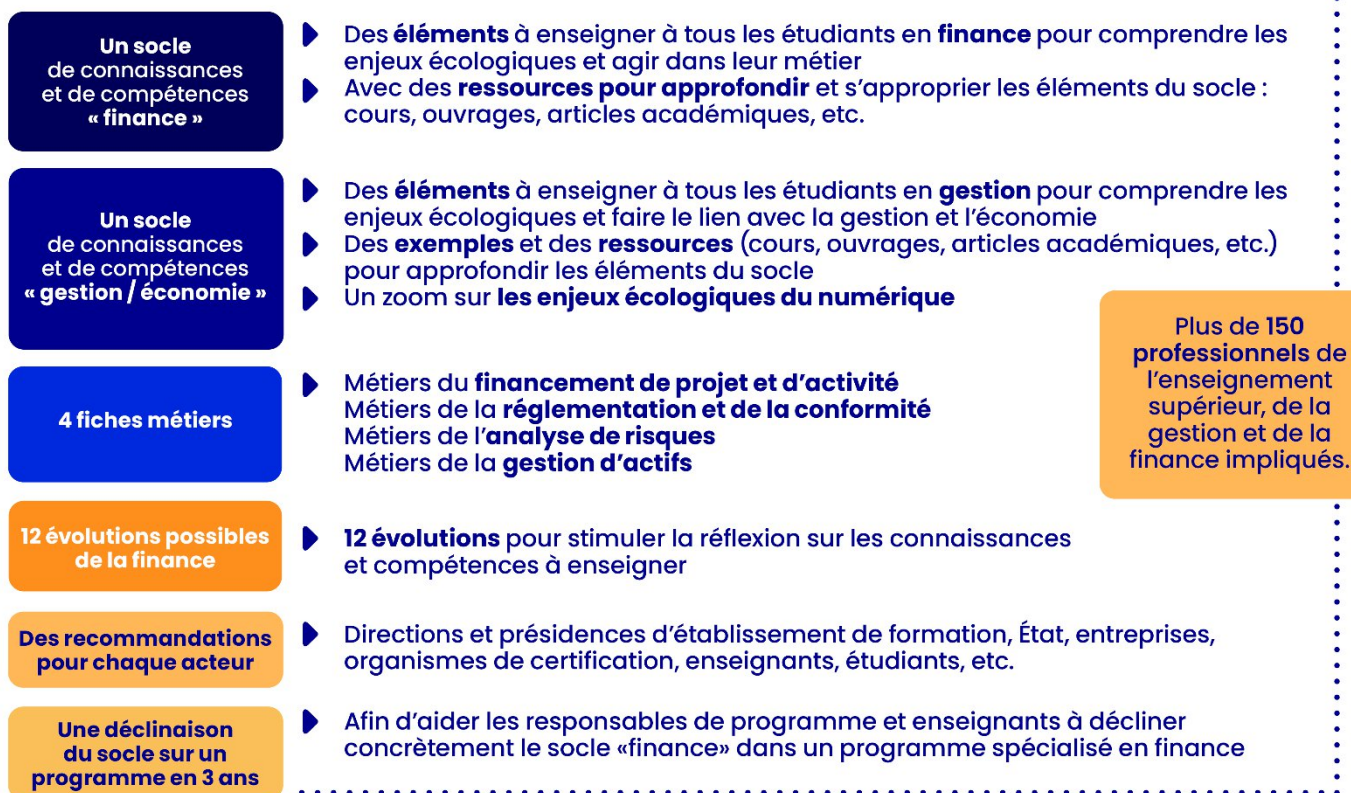 Un socle
de connaissances
et de compétences
« finance »
Des éléments à enseigner à tous les étudiants en finance pour comprendre les
enjeux écologiques et agir dans leur métier
Avec des ressources pour approfondir et s’approprier les éléments du socle :
cours, ouvrages, articles académiques, etc.
Un socle
de connaissances
et de compétences
« gestion / économie »
Des éléments à enseigner à tous les étudiants en gestion pour comprendre les
enjeux écologiques et faire le lien avec la gestion et l’économie
Des exemples et des ressources (cours, ouvrages, articles académiques, etc.)
pour approfondir les éléments du socle
Un zoom sur les enjeux écologiques du numérique
Plus de 150
professionnels de
l’enseignement
supérieur, de la
gestion et de la
finance impliqués.
4 fiches métiers
Métiers du financement de projet et d’activité
Métiers de la réglementation et de la conformité
Métiers de l’analyse de risques
Métiers de la gestion d’actifs
12 évolutions possibles
de la finance
12 évolutions pour stimuler la réflexion sur les connaissances
et compétences à enseigner
Des recommandations
pour chaque acteur
Directions et présidences d’établissement de formation, État, entreprises,
organismes de certification, enseignants, étudiants, etc.
Une déclinaison
du socle sur un
programme en 3 ans
Afin d’aider les responsables de programme et enseignants à décliner
concrètement le socle «finance» dans un programme spécialisé en finance